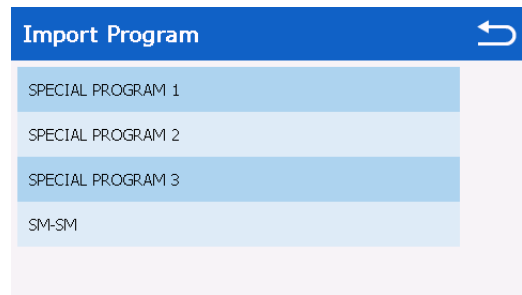 Import Program
SPECIAL PROGRAM 1
SPECIAL PROGRAM 2
SPECIAL PROGRAM 3
SM-SM